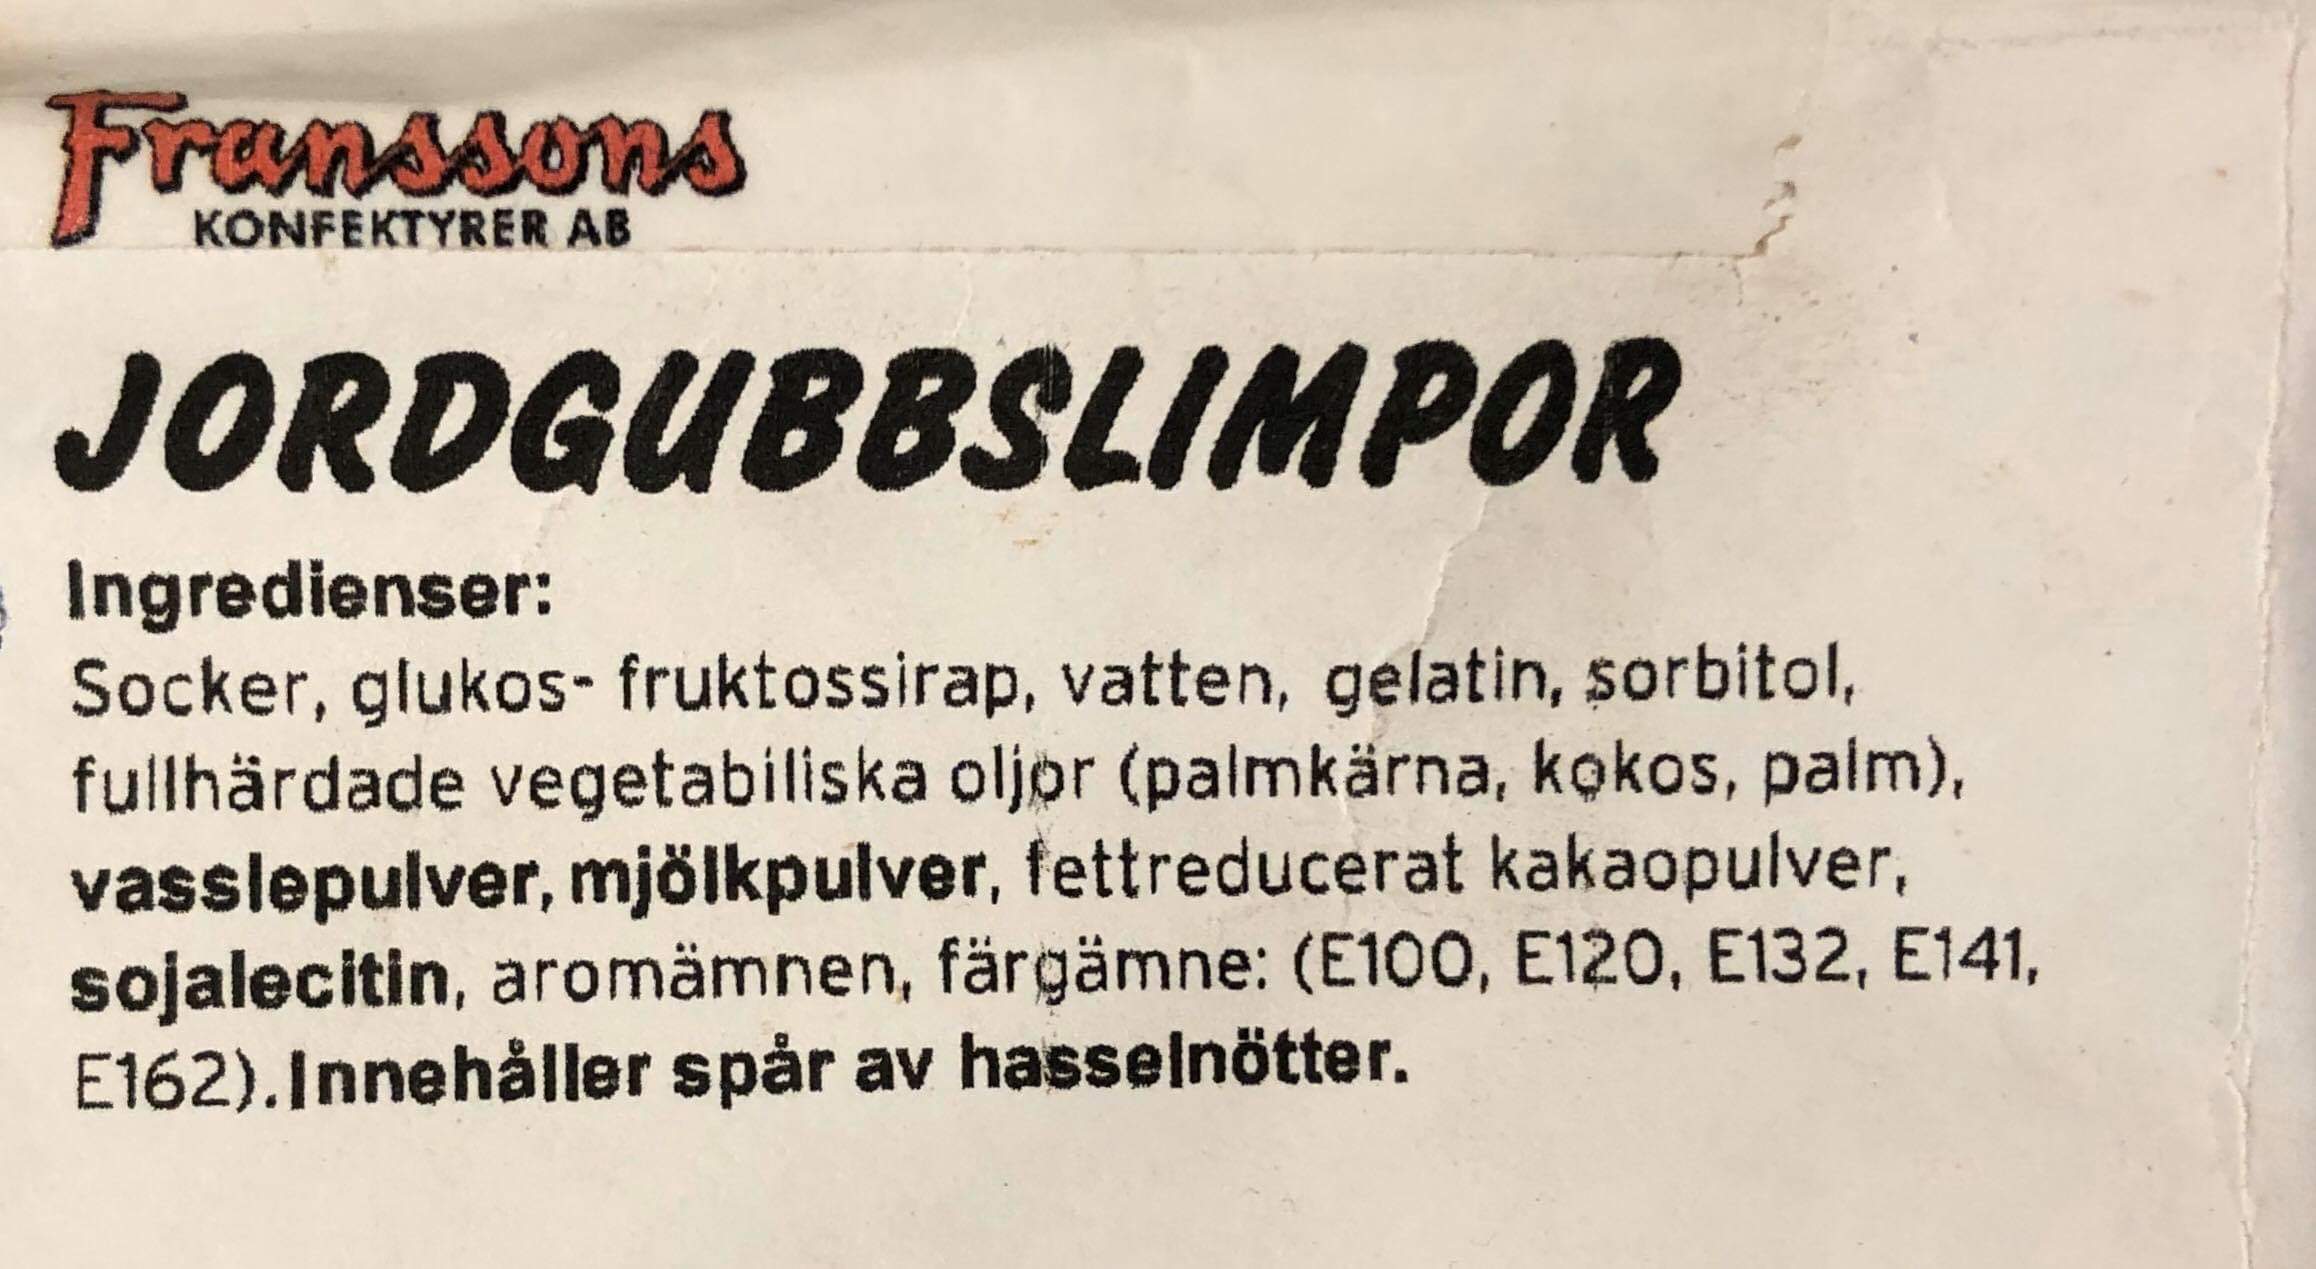 Franssons
KONFEKTYRER AB
JORDGUBBSLIMPOR
Ingredienser:
Socker, glukos- fruktossirap, vatten, gelatin, sorbitol,
fullhärdade vegetabiliska oljor (palmkärna, kokos, palm),
vasslepulver, mjölkpulver, fettreducerat kakaopulver,
sojalecitin, aromämnen, färgämne: (E100, E120, E132, E141,
E162).Innehåller spår av hasselnötter.